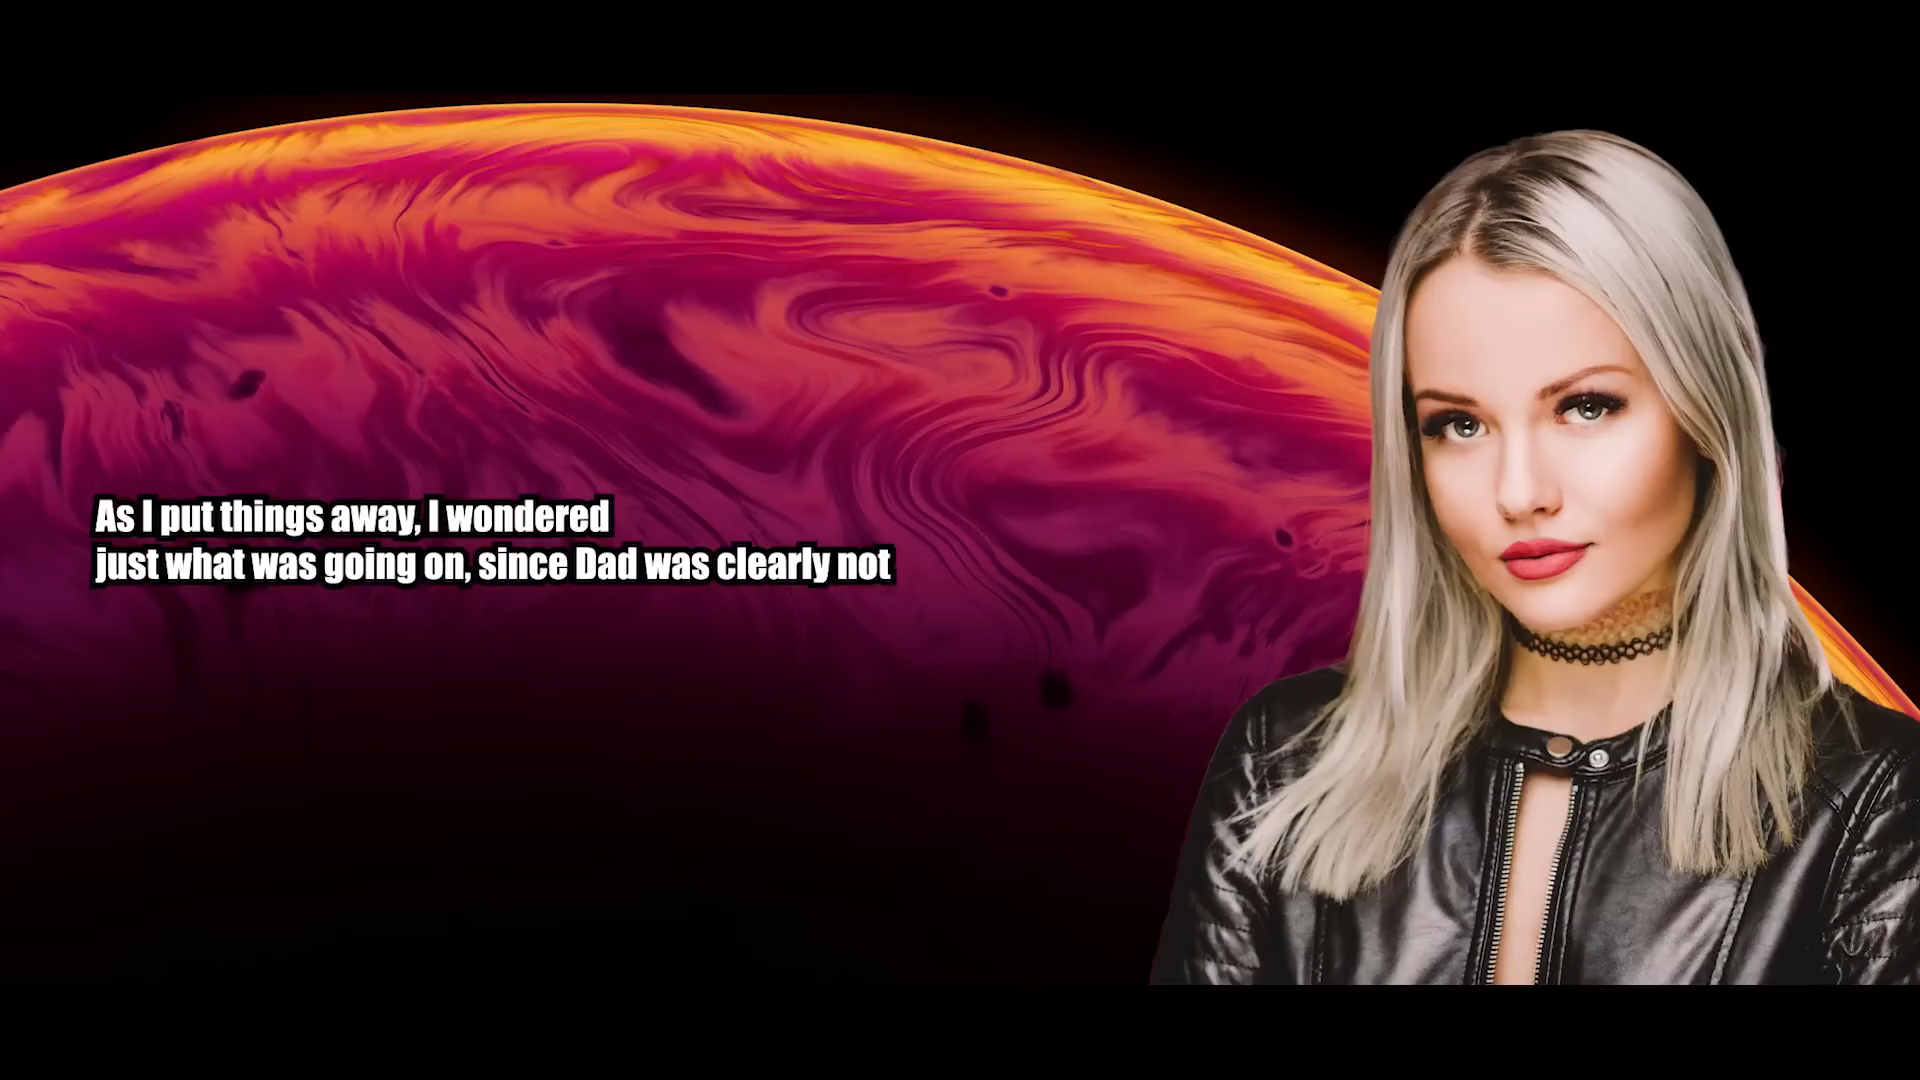 As I put things away, I wondered
just what was going on, since Dad was clearly not